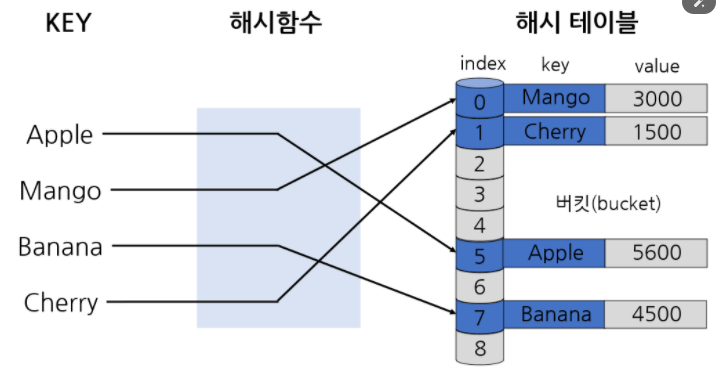 KEY 해시함수 해시 테이블
index key value
0 Mango 3000
Apple 1 Cherry 1500
2
Mango 3
버킷(bucket)
4
Banana 5 Apple 5600
6
Cherry 7 Banana 4500
8